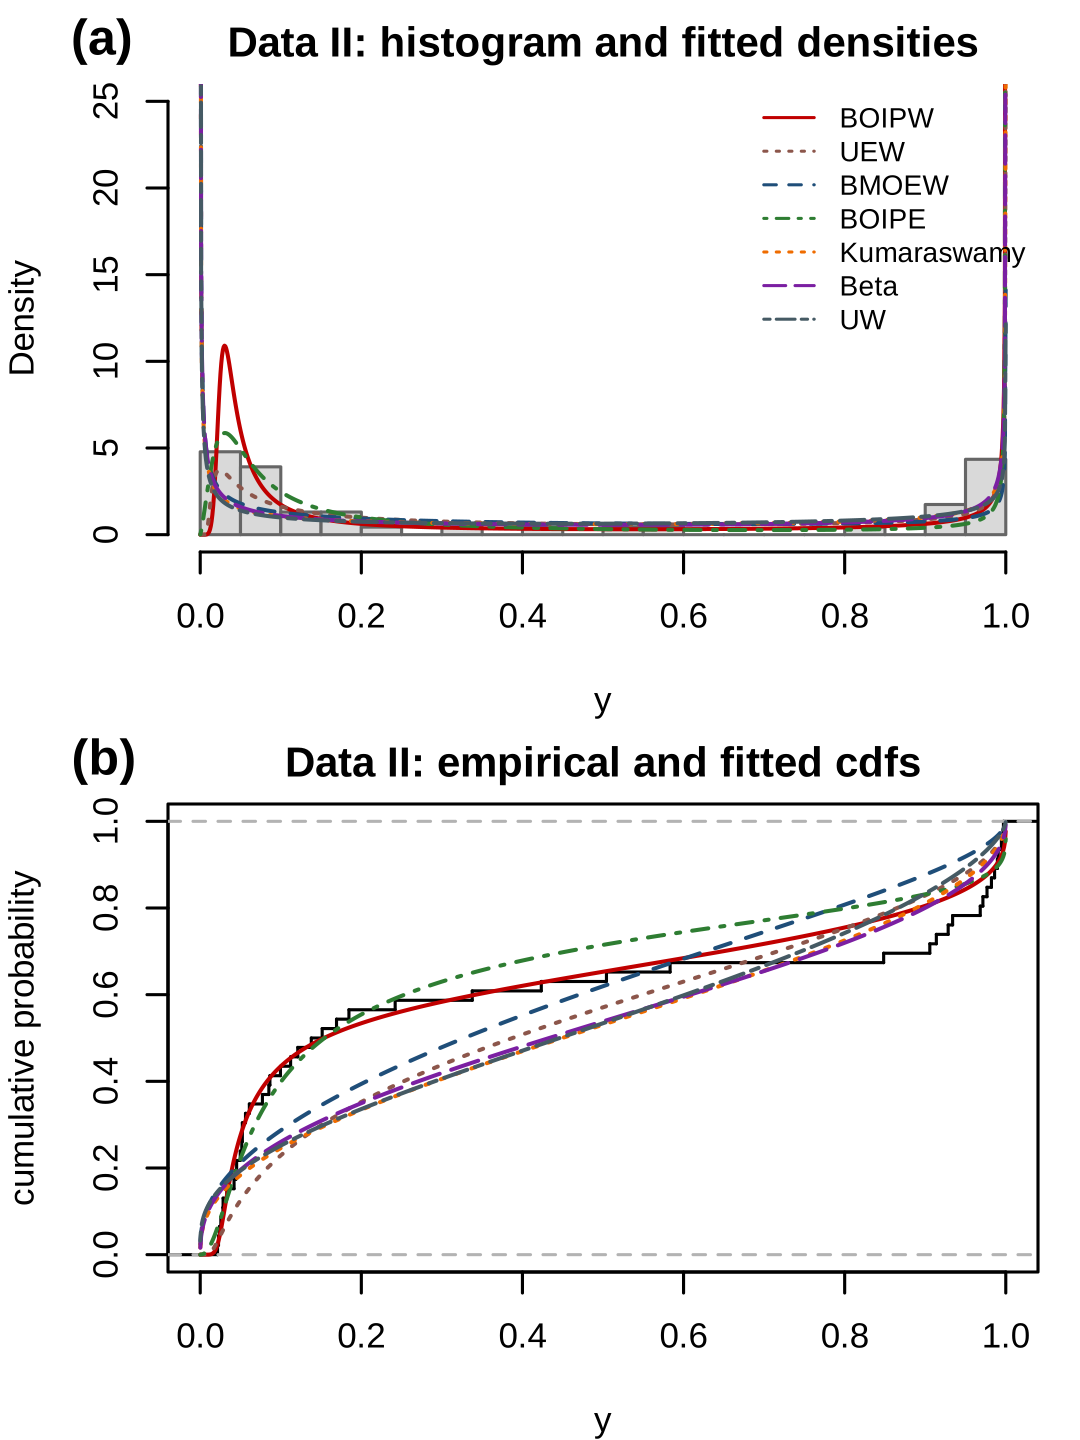 (a)
Data II: histogram and fitted densities
Density
25
20
15
10
5
0
BOIPW
UEW
BMOEW
BOIPE
Kumaraswamy
Beta
UW
0.0 0.2 0.4 0.6 0.8 1.0
y
(b)
Data II: empirical and fitted cdfs
cumulative probability
1.0
0.8
0.6
0.4
0.2
0.0
0.0 0.2 0.4 0.6 0.8 1.0
y